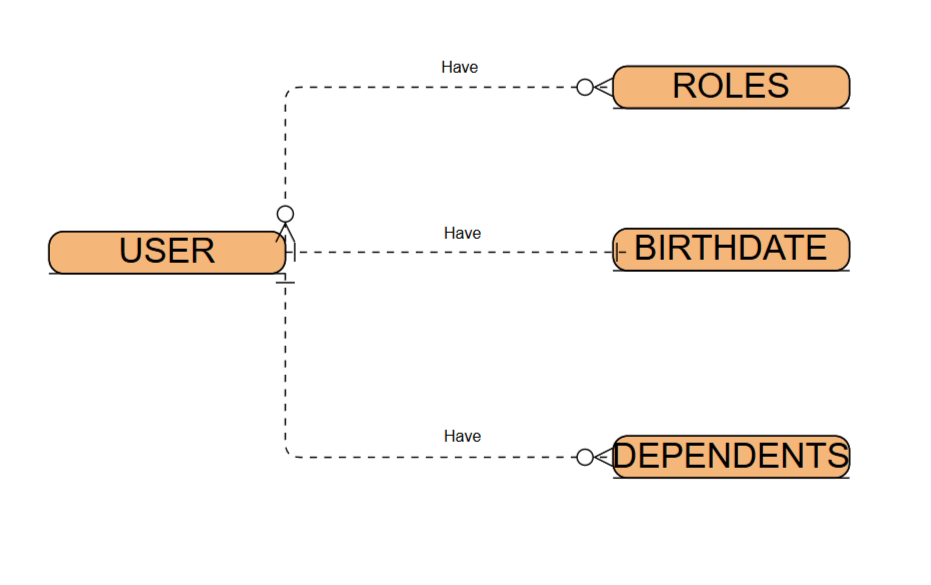 Have
ROLES
Have
USER
BIRTHDATE
Have
DEPENDENTS